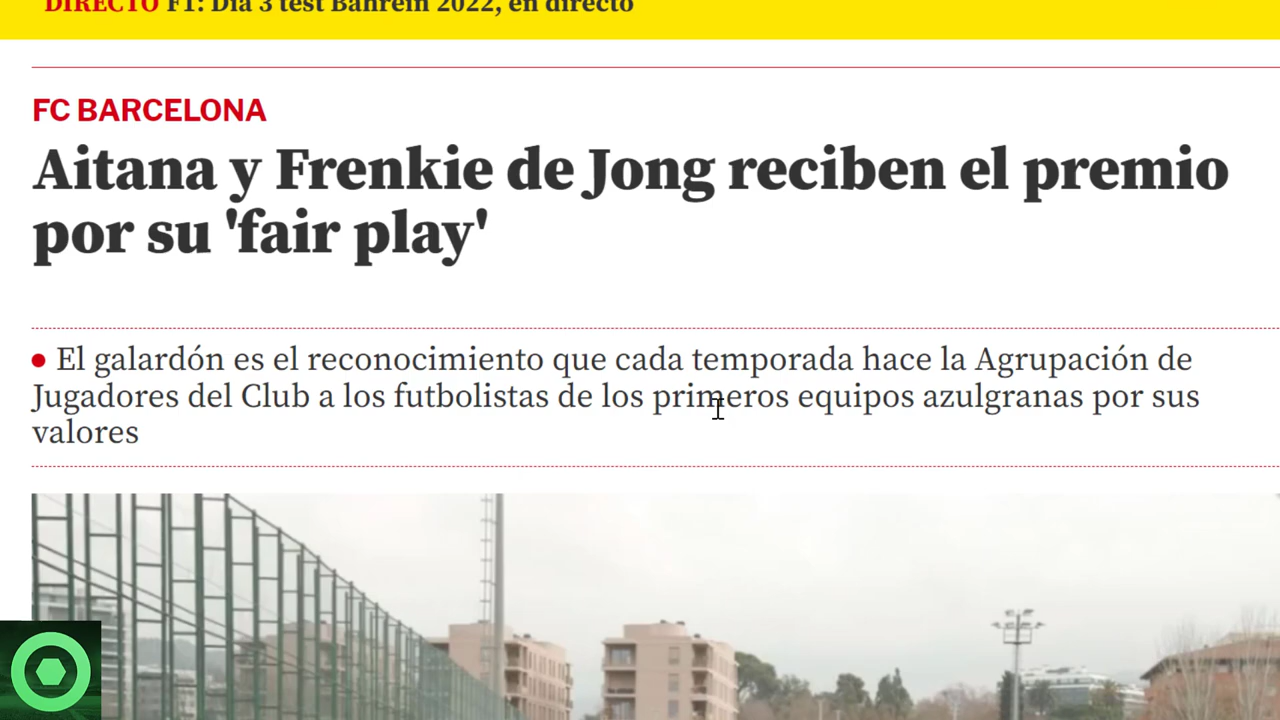 DIRECTO F1: Día 3 test Bahréin 2022, en directo
FC BARCELONA
Aitana y Frenkie de Jong reciben el premio
por su 'fair play'
El galardón es el reconocimiento que cada temporada hace la Agrupación de
Jugadores del Club a los futbolistas de los primeros equipos azulgranas por sus
valores